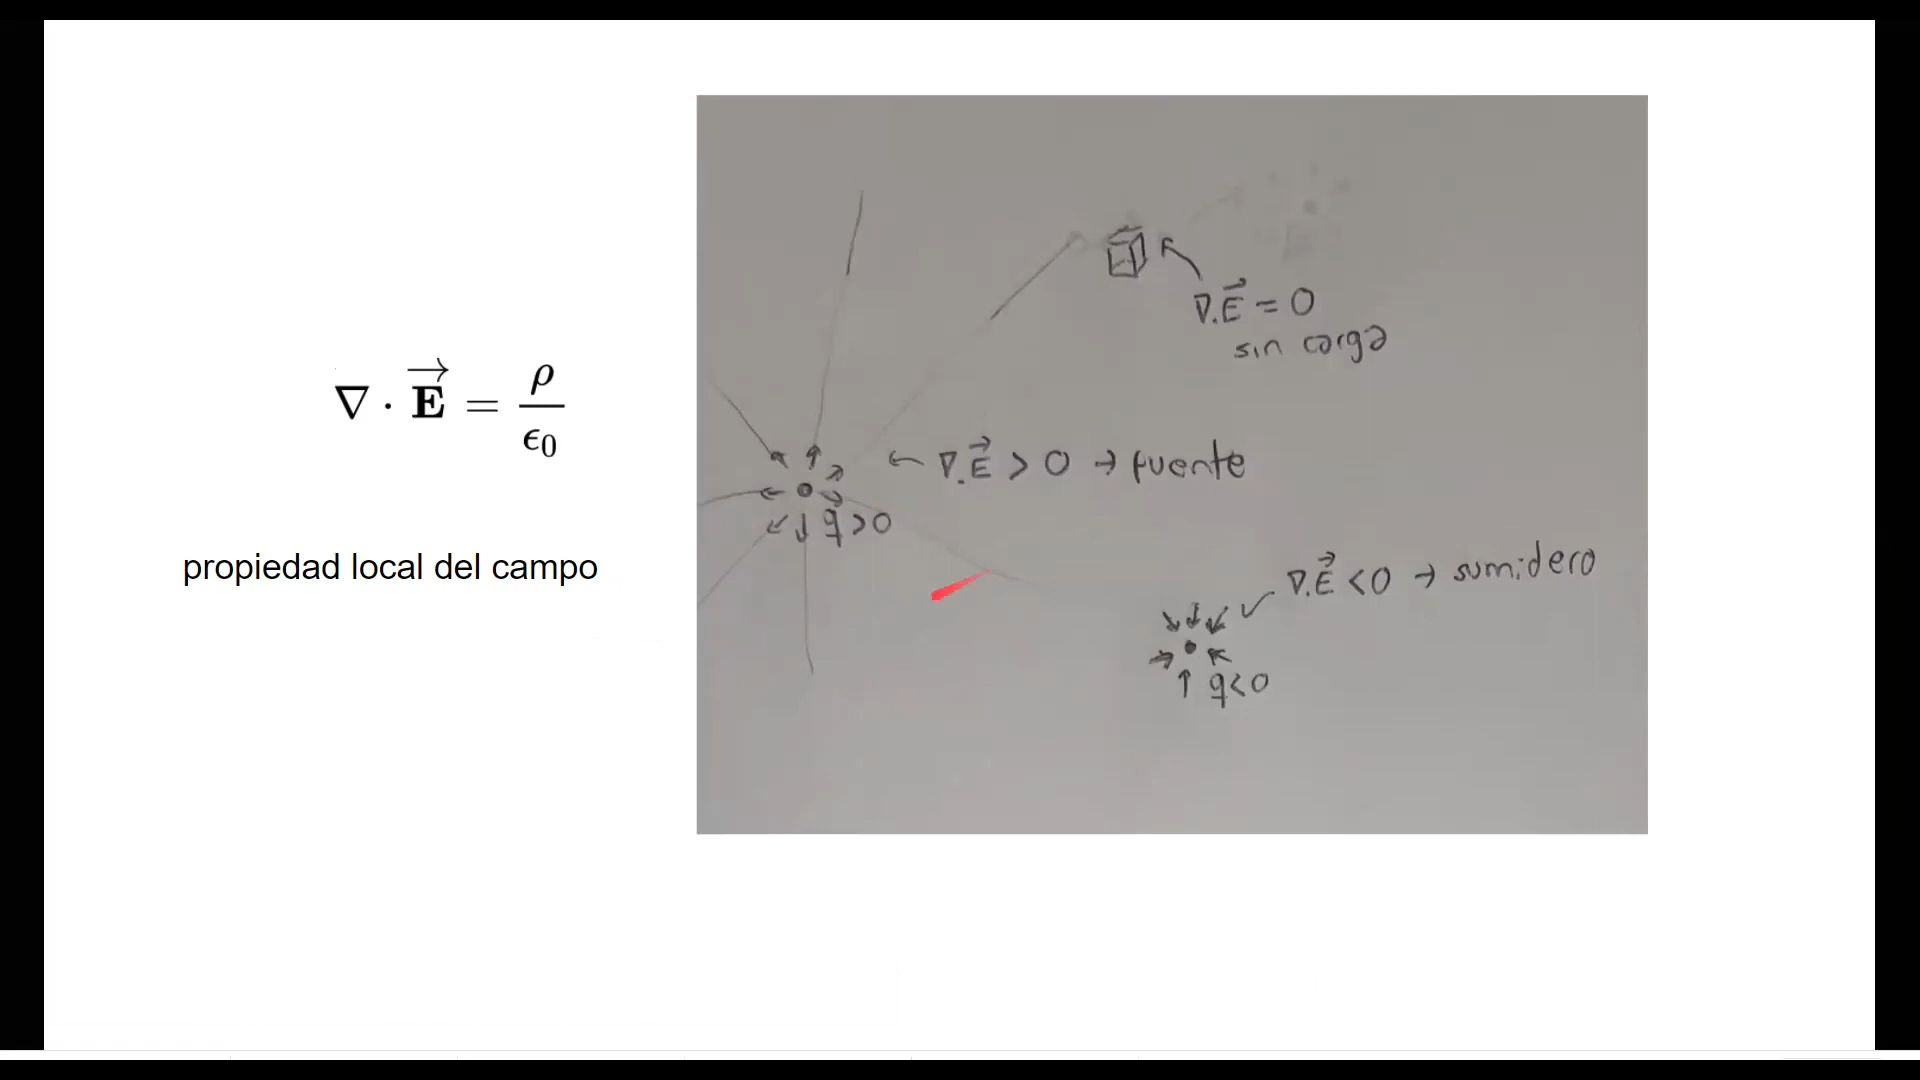 ∇ · E⃗ = ρ/ϵ₀
propiedad local del campo
∇.E⃗ = 0
sin carga
∇.E⃗ > 0 → fuente
q > 0
∇.E⃗ < 0 → sumidero
q < 0